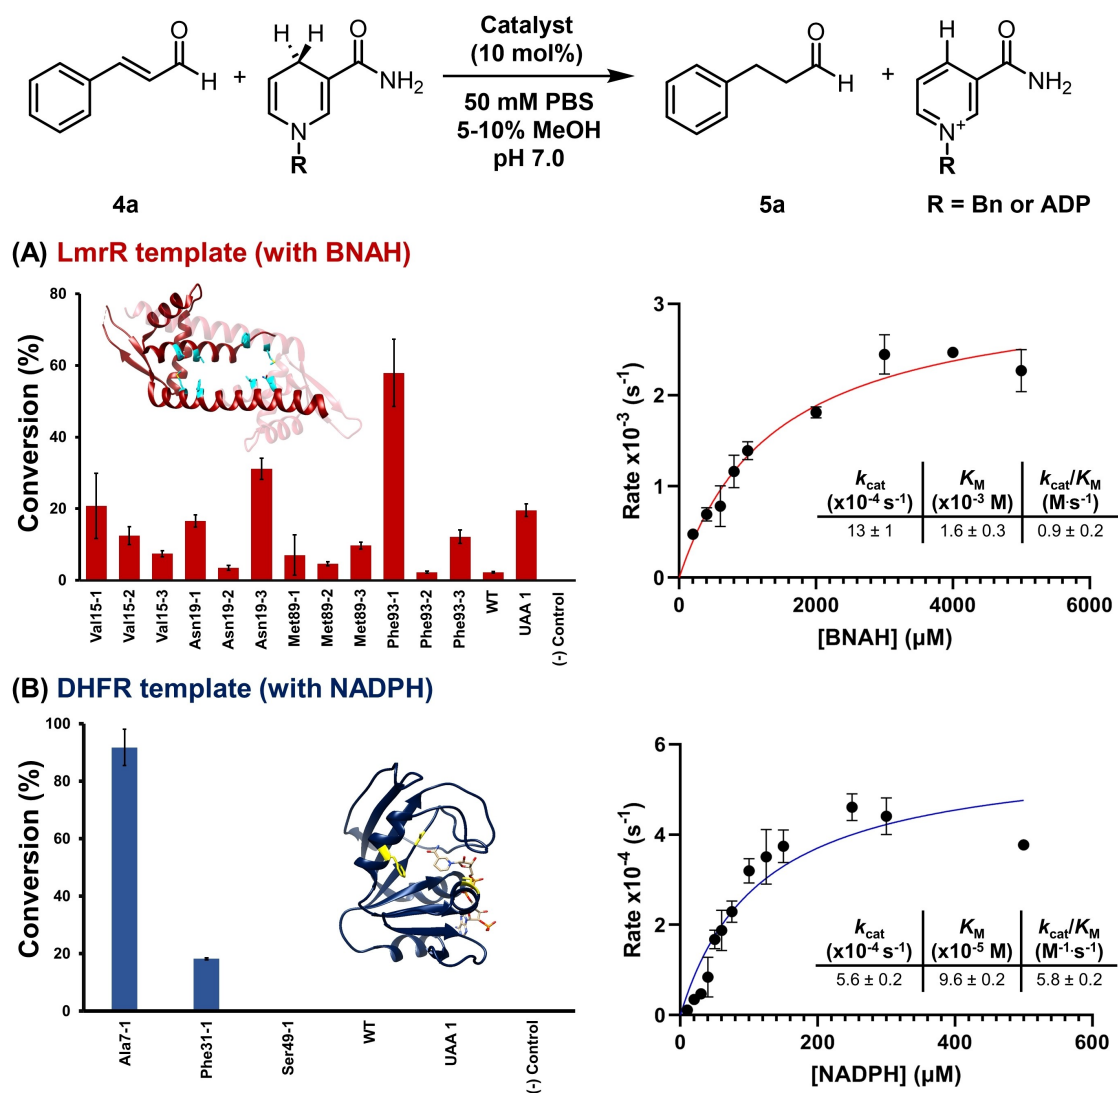 O
H
+
H H O
NH2
N
R
Catalyst
(10 mol%)
50 mM PBS
5-10% MeOH
pH 7.0
O
H
+
H O
NH2
N+
R
4a
5a
R = Bn or ADP
(A) LmrR template (with BNAH)
Conversion (%)
80
60
40
20
0
Val15-1
Val15-2
Val15-3
Asn19-1
Asn19-2
Asn19-3
Met89-1
Met89-2
Met89-3
Phe93-1
Phe93-2
Phe93-3
WT
UAA 1
(-) Control
Rate x10-3 (s-1)
3
2
1
0
kcat (x10-4 s-1) KM (x10-3 M) kcat/KM (M·s-1)
13 ± 1 1.6 ± 0.3 0.9 ± 0.2
0 2000 4000 6000
[BNAH] (µM)
(B) DHFR template (with NADPH)
Conversion (%)
100
80
60
40
20
0
Ala7-1
Phe31-1
Ser49-1
WT
UAA 1
(-) Control
Rate x10-4 (s-1)
6
4
2
0
kcat (x10-4 s-1) KM (x10-5 M) kcat/KM (M-1·s-1)
5.6 ± 0.2 9.6 ± 0.2 5.8 ± 0.2
0 200 400 600
[NADPH] (µM)